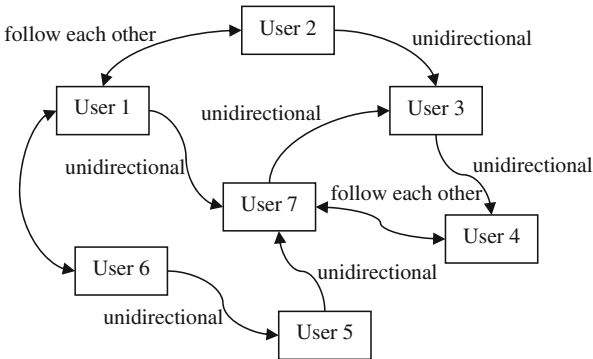 User 2
follow each other
unidirectional
User 1
User 3
unidirectional
unidirectional
unidirectional
follow each other
User 7
User 4
User 6
unidirectional
unidirectional
User 5